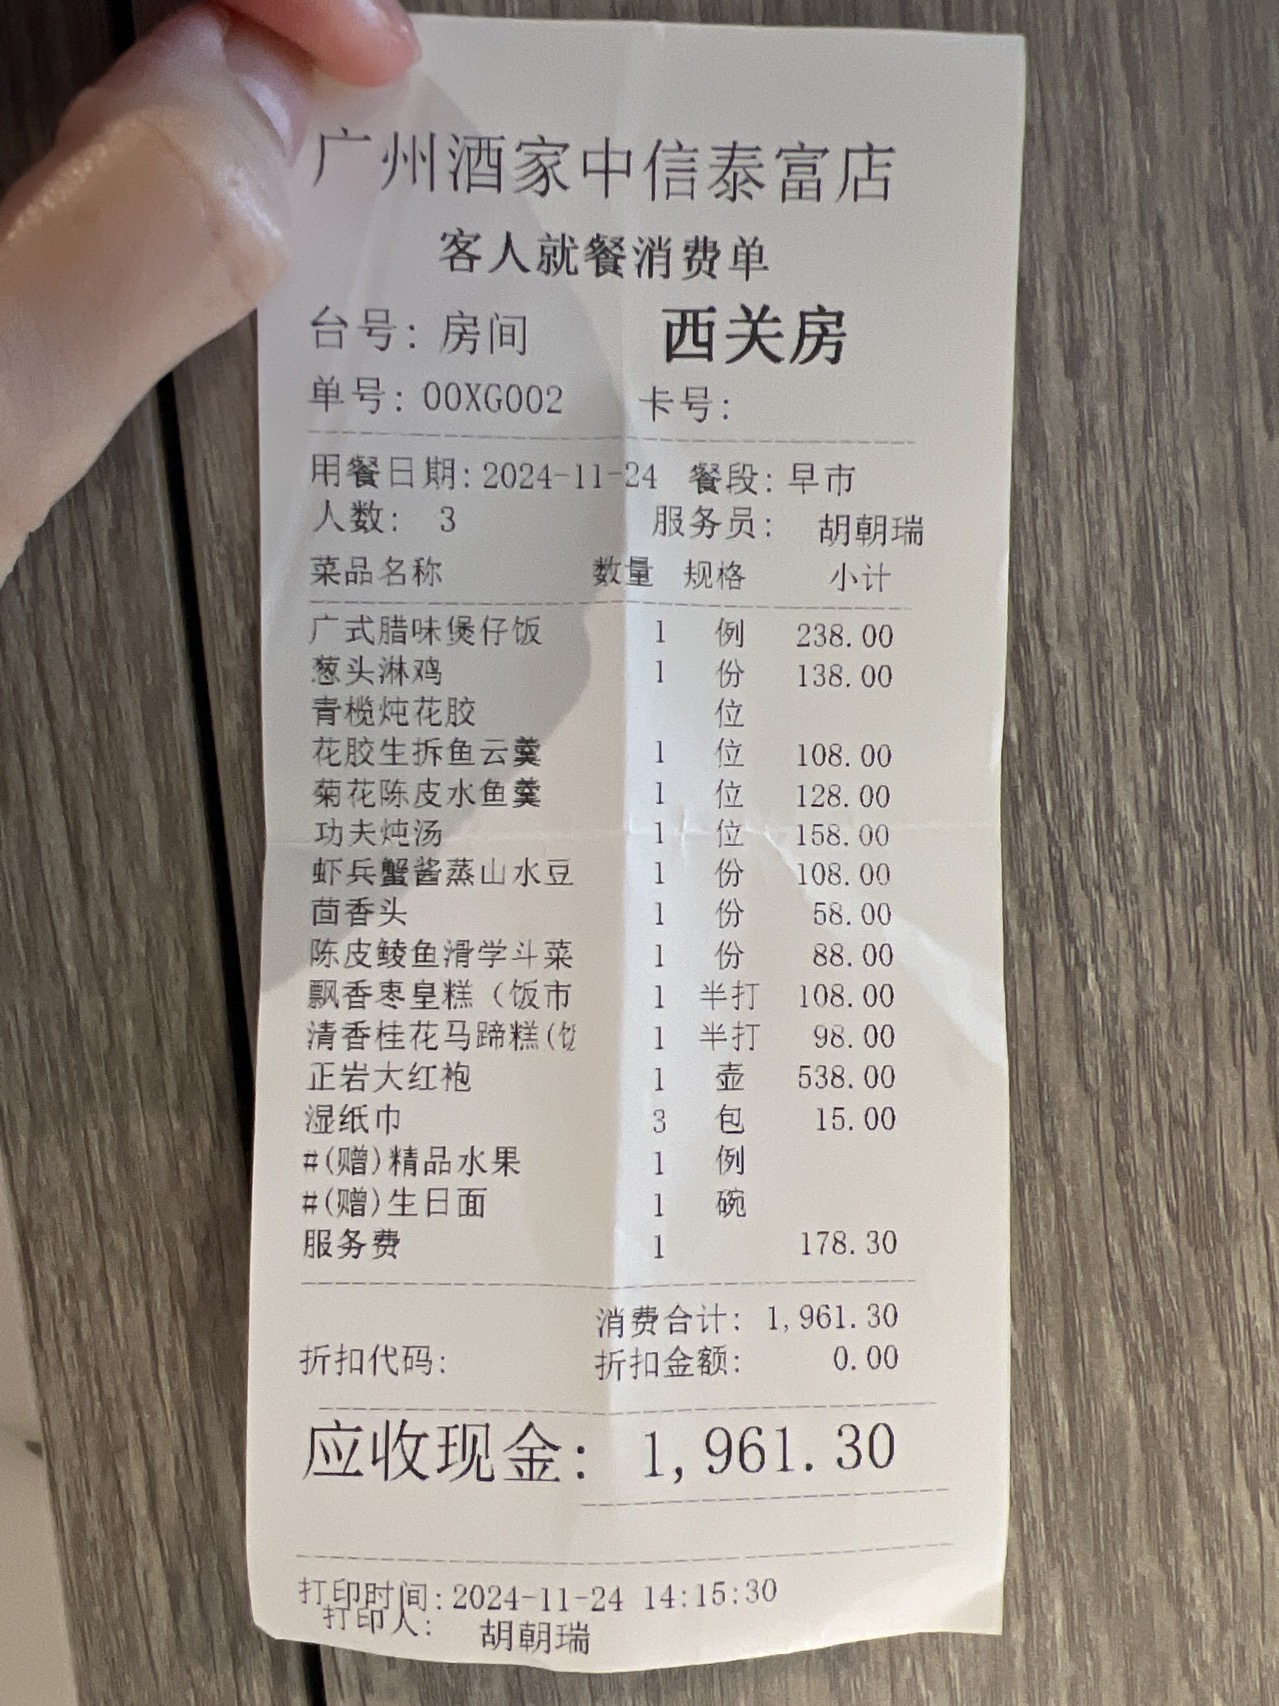 广州酒家中信泰富店
客人就餐消费单
台号: 房间 西关房
单号: 00XG002 卡号:
用餐日期: 2024-11-24 餐段: 早市
人数: 3 服务员: 胡朝瑞
菜品名称 数量 规格 小计
广式腊味煲仔饭 1 例 238.00
葱头淋鸡 1 份 138.00
青榄炖花胶 位
花胶生拆鱼云羹 1 位 108.00
菊花陈皮水鱼羹 1 位 128.00
功夫炖汤 1 位 158.00
虾兵蟹酱蒸山水豆 1 份 108.00
茴香头 1 份 58.00
陈皮鲮鱼滑学斗菜 1 份 88.00
飘香枣皇糕（饭市 1 半打 108.00
清香桂花马蹄糕(饭 1 半打 98.00
正岩大红袍 1 壶 538.00
湿纸巾 3 包 15.00
#(赠)精品水果 1 例
#(赠)生日面 1 碗
服务费 1 178.30
消费合计: 1,961.30
折扣代码: 折扣金额: 0.00
应收现金: 1,961.30
打印时间: 2024-11-24 14:15:30
打印人: 胡朝瑞